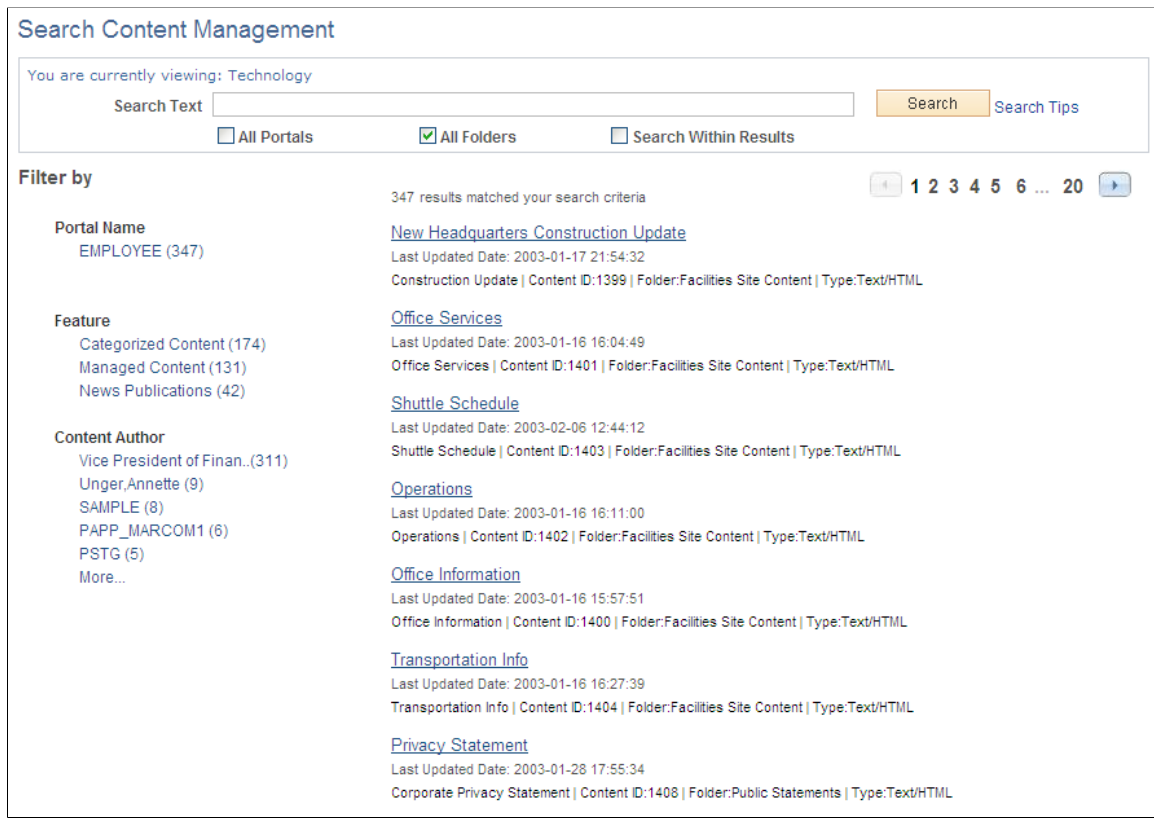 Search Content Management
You are currently viewing: Technology
Search Text
Search
Search Tips
All Portals
All Folders
Search Within Results
Filter by
Portal Name
EMPLOYEE (347)
Feature
Categorized Content (174)
Managed Content (131)
News Publications (42)
Content Author
Vice President of Finan..(311)
Unger,Annette (9)
SAMPLE (8)
PAPP_MARCOM1 (6)
PSTG (5)
More...
347 results matched your search criteria
1 2 3 4 5 6 ... 20
New Headquarters Construction Update
Last Updated Date: 2003-01-17 21:54:32
Construction Update | Content ID:1399 | Folder:Facilities Site Content | Type:Text/HTML
Office Services
Last Updated Date: 2003-01-16 16:04:49
Office Services | Content ID:1401 | Folder:Facilities Site Content | Type:Text/HTML
Shuttle Schedule
Last Updated Date: 2003-02-06 12:44:12
Shuttle Schedule | Content ID:1403 | Folder:Facilities Site Content | Type:Text/HTML
Operations
Last Updated Date: 2003-01-16 16:11:00
Operations | Content ID:1402 | Folder:Facilities Site Content | Type:Text/HTML
Office Information
Last Updated Date: 2003-01-16 15:57:51
Office Information | Content ID:1400 | Folder:Facilities Site Content | Type:Text/HTML
Transportation Info
Last Updated Date: 2003-01-16 16:27:39
Transportation Info | Content ID:1404 | Folder:Facilities Site Content | Type:Text/HTML
Privacy Statement
Last Updated Date: 2003-01-28 17:55:34
Corporate Privacy Statement | Content ID:1408 | Folder:Public Statements | Type:Text/HTML